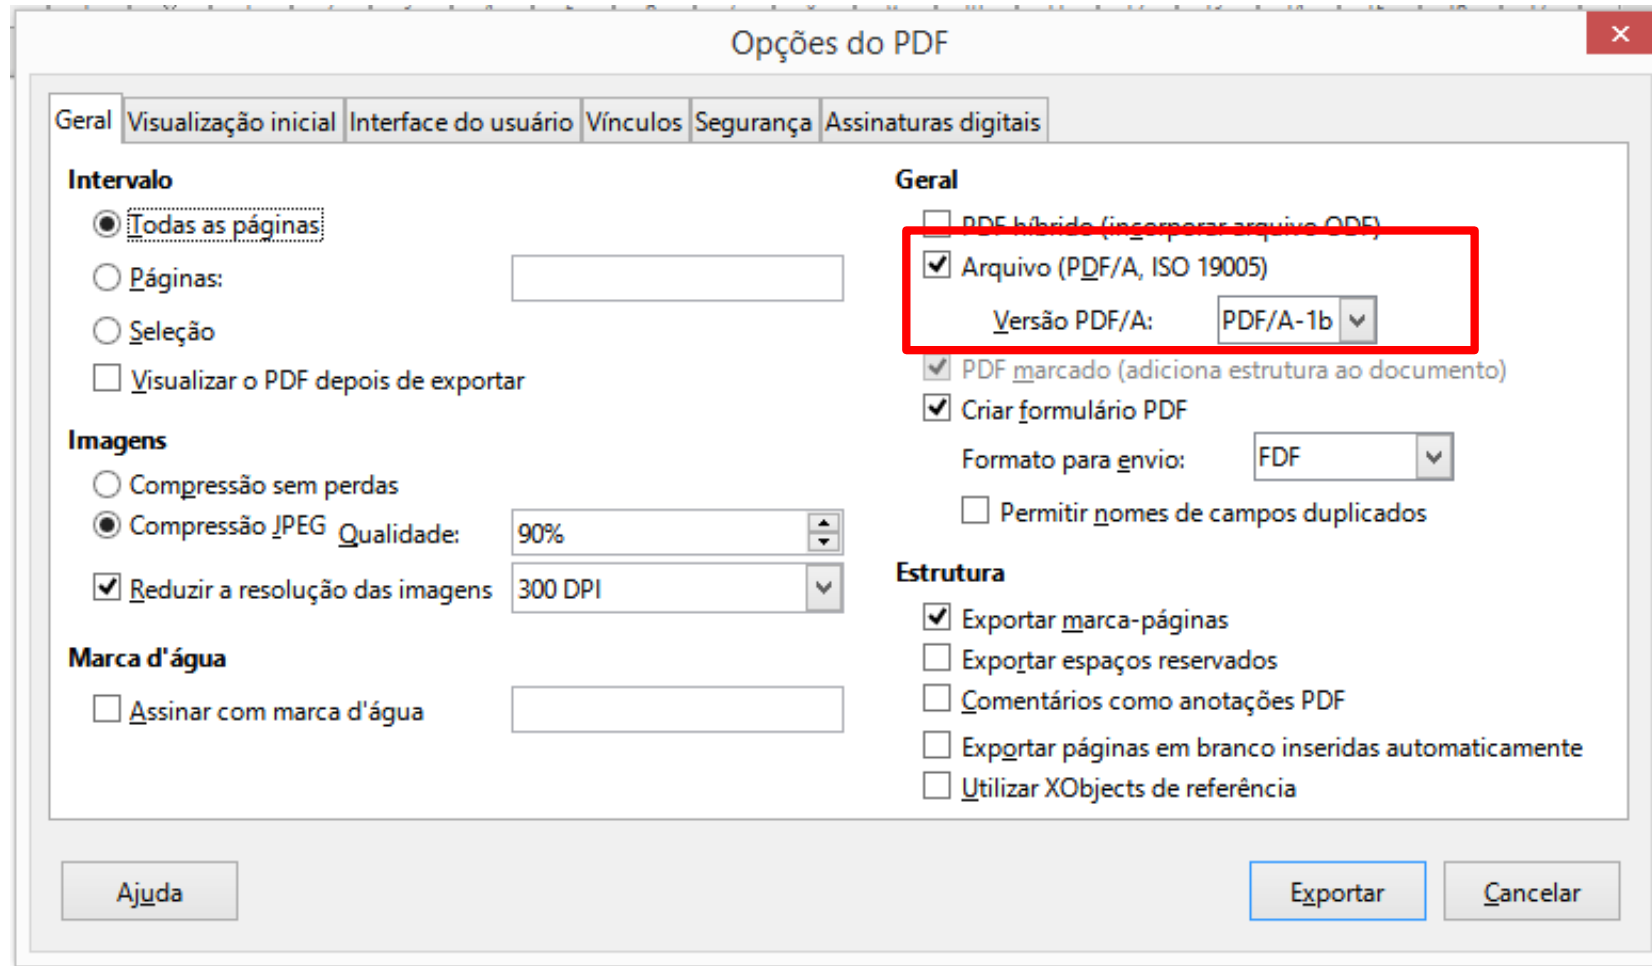 Opções do PDF
Geral Visualização inicial Interface do usuário Vínculos Segurança Assinaturas digitais
Intervalo
Todas as páginas
Páginas:
Seleção
Visualizar o PDF depois de exportar
Imagens
Compressão sem perdas
Compressão JPEG Qualidade: 90%
Reduzir a resolução das imagens 300 DPI
Marca d'água
Assinar com marca d'água
Geral
PDF híbrido (incorporar arquivo ODF)
Arquivo (PDF/A, ISO 19005)
Versão PDF/A: PDF/A-1b
PDF marcado (adiciona estrutura ao documento)
Criar formulário PDF
Formato para envio: FDF
Permitir nomes de campos duplicados
Estrutura
Exportar marca-páginas
Exportar espaços reservados
Comentários como anotações PDF
Exportar páginas em branco inseridas automaticamente
Utilizar XObjects de referência
Ajuda Exportar Cancelar